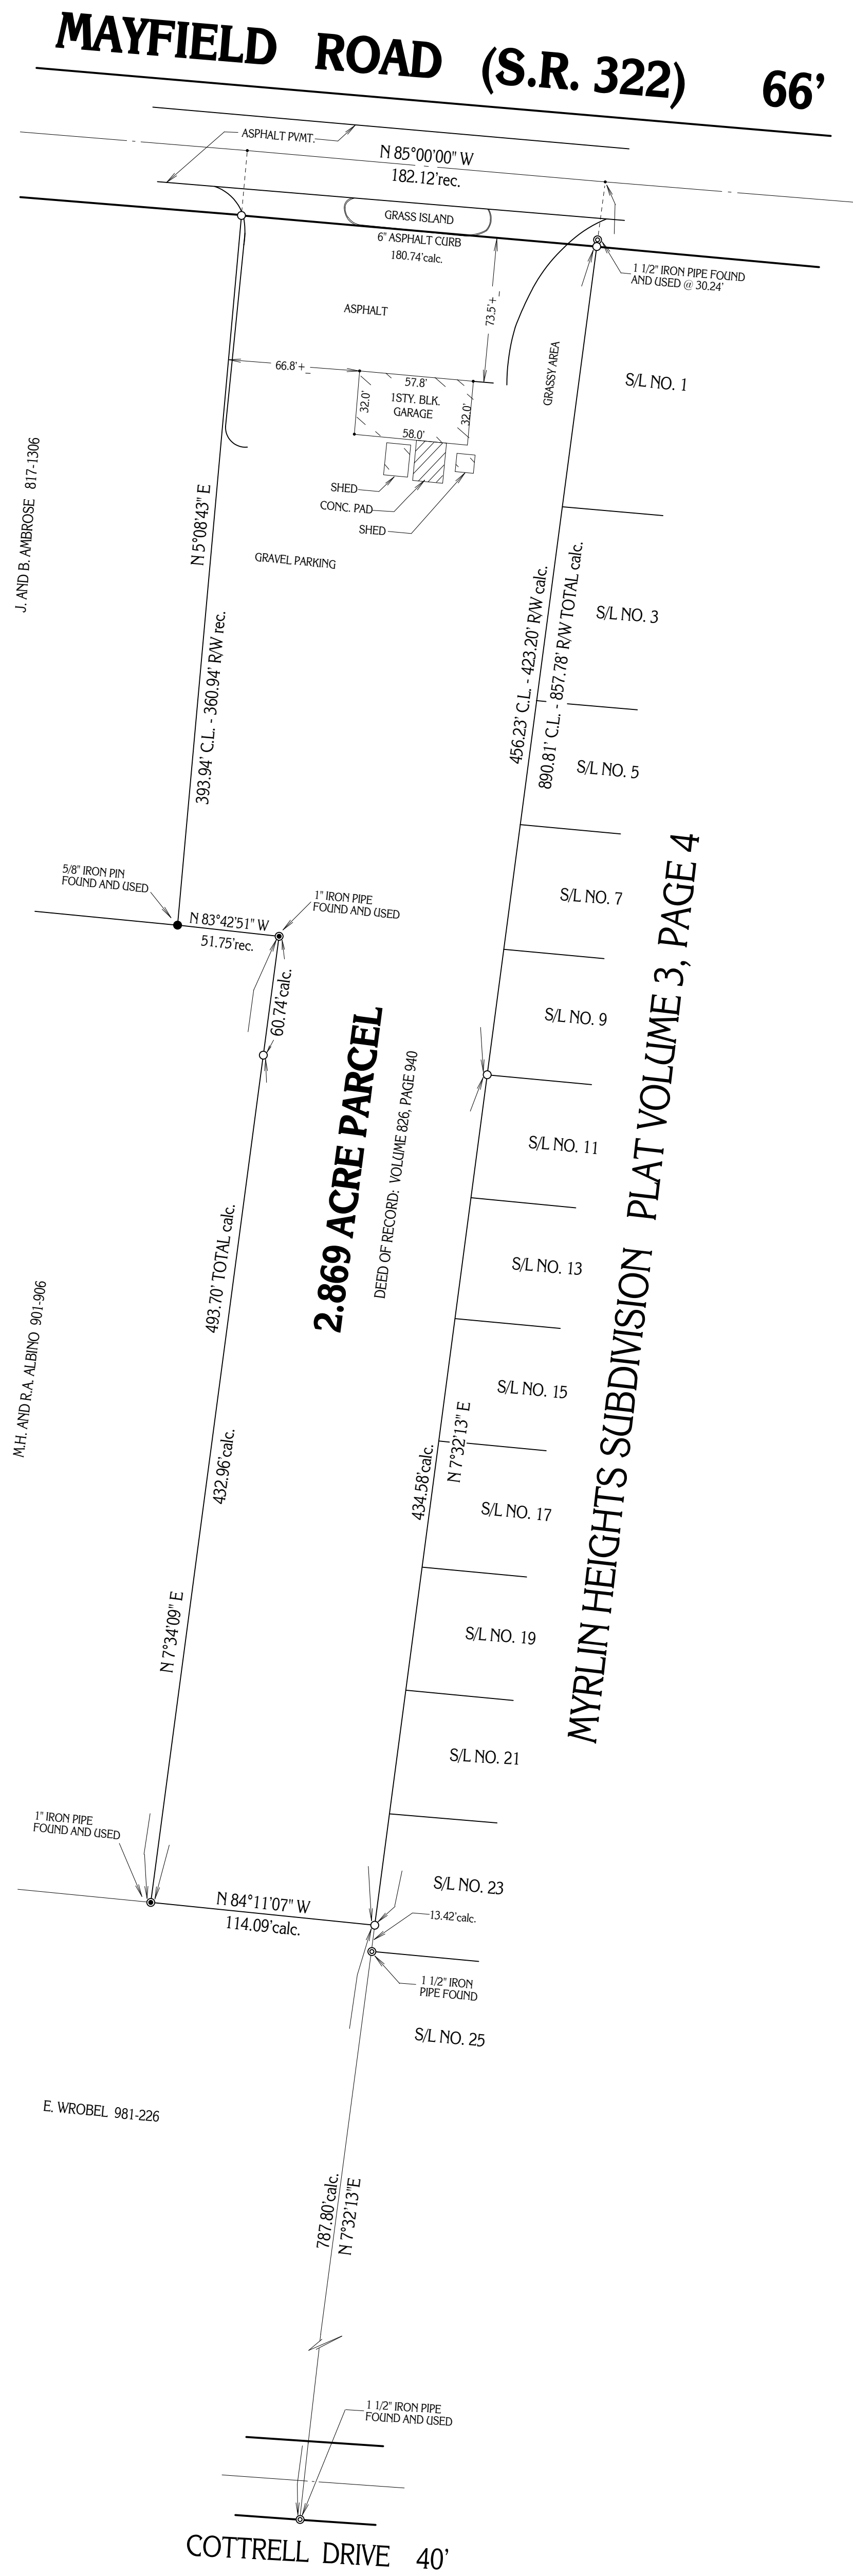 MAYFIELD ROAD (S.R. 322) 66'
ASPHALT PVMT.
N 85°00'00" W
182.12'rec.
GRASS ISLAND
6" ASPHALT CURB
180.74'calc.
1 1/2" IRON PIPE FOUND
AND USED @ 30.24'
ASPHALT
73.5'+_
GRASSY AREA
S/L NO. 1
66.8'+_
57.8'
32.0'
1STY. BLK.
GARAGE
32.0'
58.0'
SHED
CONC. PAD
SHED
J. AND B. AMBROSE 817-1306
N 5°08'43" E
GRAVEL PARKING
393.94' C.L. - 360.94' R/W rec.
456.23' C.L. - 423.20' R/W calc.
890.81' C.L. - 857.78' R/W TOTAL calc.
S/L NO. 3
S/L NO. 5
S/L NO. 7
5/8" IRON PIN
FOUND AND USED
N 83°42'51" W
51.75'rec.
1" IRON PIPE
FOUND AND USED
60.74'calc.
S/L NO. 9
2.869 ACRE PARCEL
DEED OF RECORD: VOLUME 826, PAGE 940
MYRLIN HEIGHTS SUBDIVISION PLAT VOLUME 3, PAGE 4
S/L NO. 11
S/L NO. 13
493.70' TOTAL calc.
M.H. AND R.A. ALBINO 901-906
S/L NO. 15
432.96'calc.
434.58'calc.
N 7°32'13" E
S/L NO. 17
N 7°34'09" E
S/L NO. 19
S/L NO. 21
1" IRON PIPE
FOUND AND USED
N 84°11'07" W
114.09'calc.
S/L NO. 23
13.42'calc.
1 1/2" IRON
PIPE FOUND
S/L NO. 25
E. WROBEL 981-226
787.80'calc.
N 7°32'13"E
1 1/2" IRON PIPE
FOUND AND USED
COTTRELL DRIVE 40'